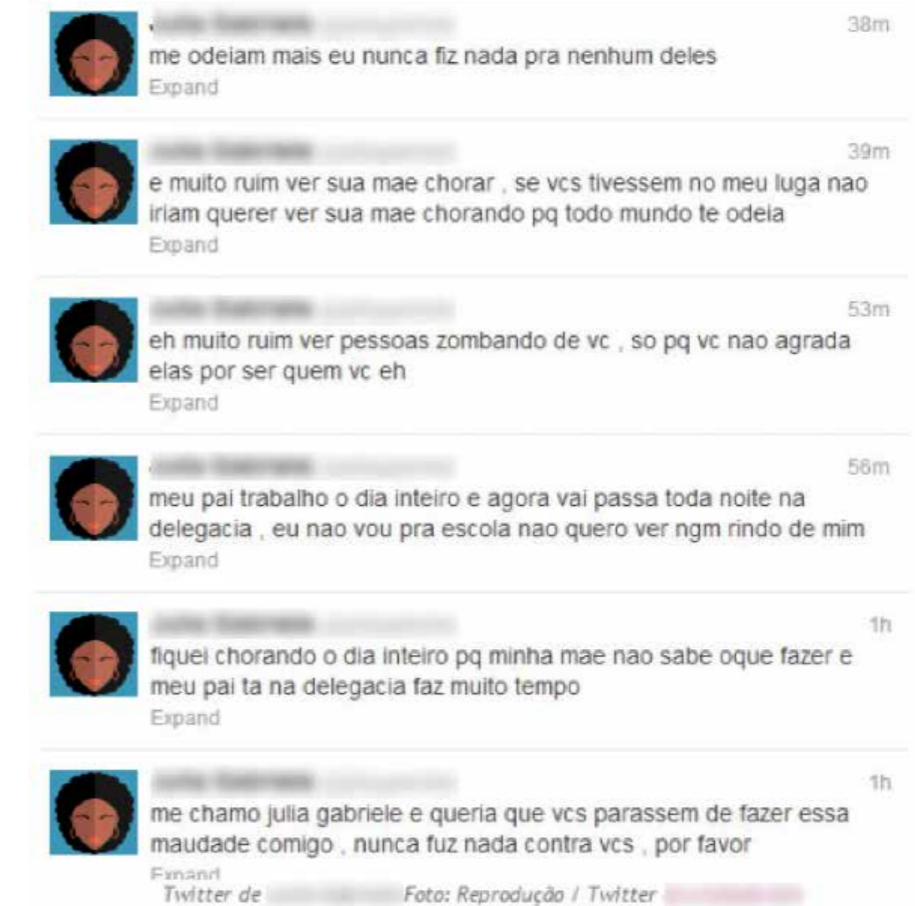 38m
me odeiam mais eu nunca fiz nada pra nenhum deles
Expand
39m
e muito ruim ver sua mae chorar , se vcs tivessem no meu luga nao
iriam querer ver sua mae chorando pq todo mundo te odeia
Expand
53m
eh muito ruim ver pessoas zombando de vc , so pq vc nao agrada
elas por ser quem vc eh
Expand
56m
meu pai trabalho o dia inteiro e agora vai passa toda noite na
delegacia , eu nao vou pra escola nao quero ver ngm rindo de mim
Expand
1h
fiquei chorando o dia inteiro pq minha mae nao sabe oque fazer e
meu pai ta na delegacia faz muito tempo
Expand
1h
me chamo julia gabriele e queria que vcs parassem de fazer essa
maudade comigo , nunca fuz nada contra vcs , por favor
Expand
Twitter de Foto: Reprodução / Twitter